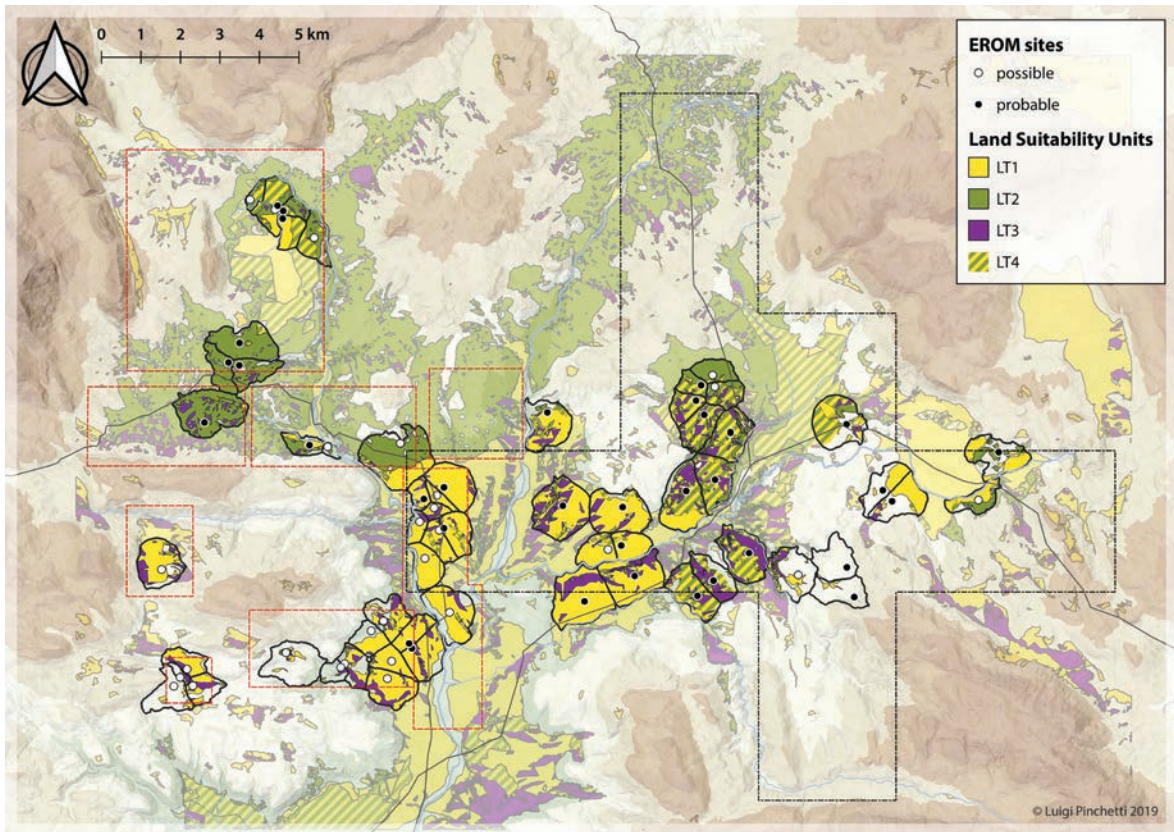 0 1 2 3 4 5 km
EROM sites
possible
probable
Land Suitability Units
LT1
LT2
LT3
LT4
© Luigi Pinchetti 2019